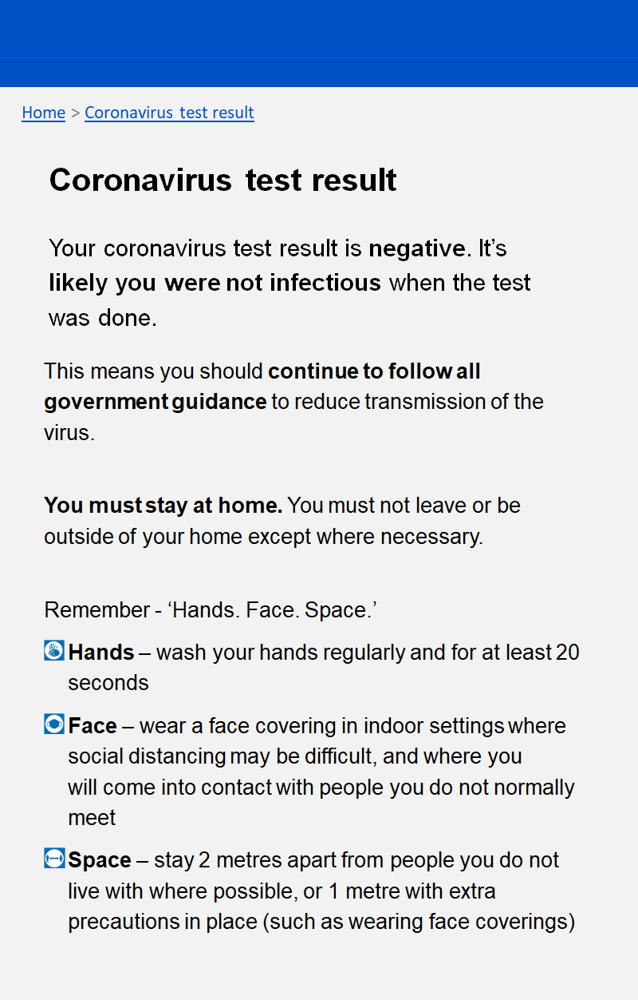 Home > Coronavirus test result
Coronavirus test result
Your coronavirus test result is negative. It’s
likely you were not infectious when the test
was done.
This means you should continue to follow all
government guidance to reduce transmission of the
virus.
You must stay at home. You must not leave or be
outside of your home except where necessary.
Remember - ‘Hands. Face. Space.’
Hands – wash your hands regularly and for at least 20
seconds
Face – wear a face covering in indoor settings where
social distancing may be difficult, and where you
will come into contact with people you do not normally
meet
Space – stay 2 metres apart from people you do not
live with where possible, or 1 metre with extra
precautions in place (such as wearing face coverings)